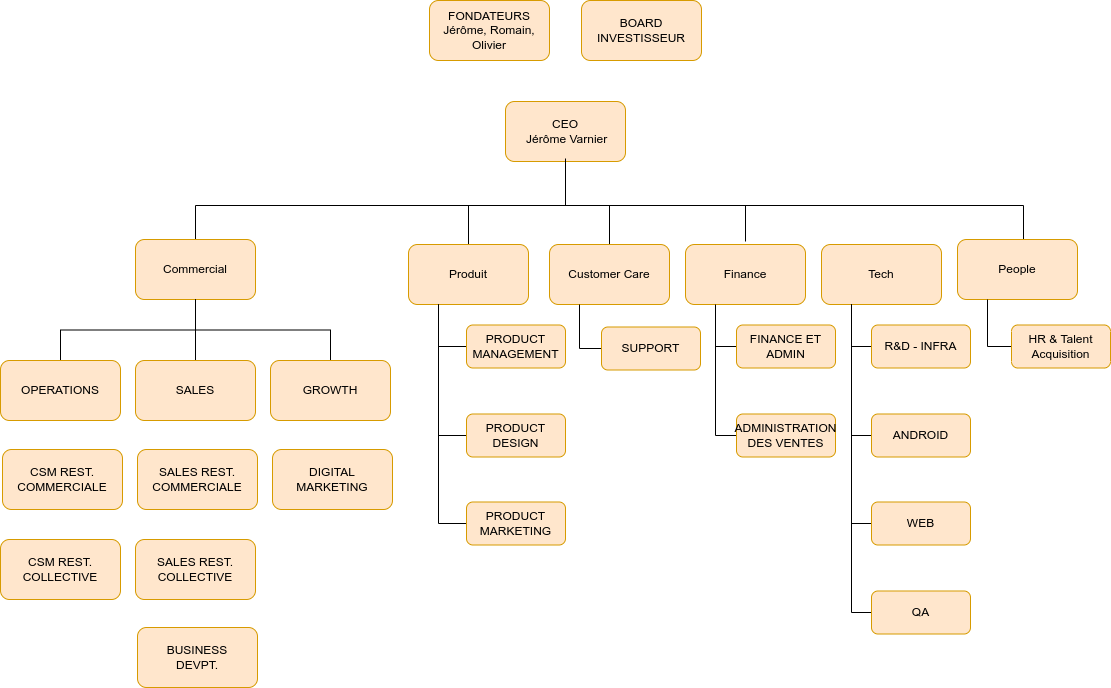 FONDATEURS
Jérôme, Romain,
Olivier
BOARD
INVESTISSEUR
CEO
Jérôme Varnier
Commercial
Produit
Customer Care
Finance
Tech
People
OPERATIONS
SALES
GROWTH
CSM REST.
COMMERCIALE
SALES REST.
COMMERCIALE
DIGITAL
MARKETING
CSM REST.
COLLECTIVE
SALES REST.
COLLECTIVE
BUSINESS
DEVPT.
PRODUCT
MANAGEMENT
PRODUCT
DESIGN
PRODUCT
MARKETING
SUPPORT
FINANCE ET
ADMIN
ADMINISTRATION
DES VENTES
R&D - INFRA
ANDROID
WEB
QA
HR & Talent
Acquisition